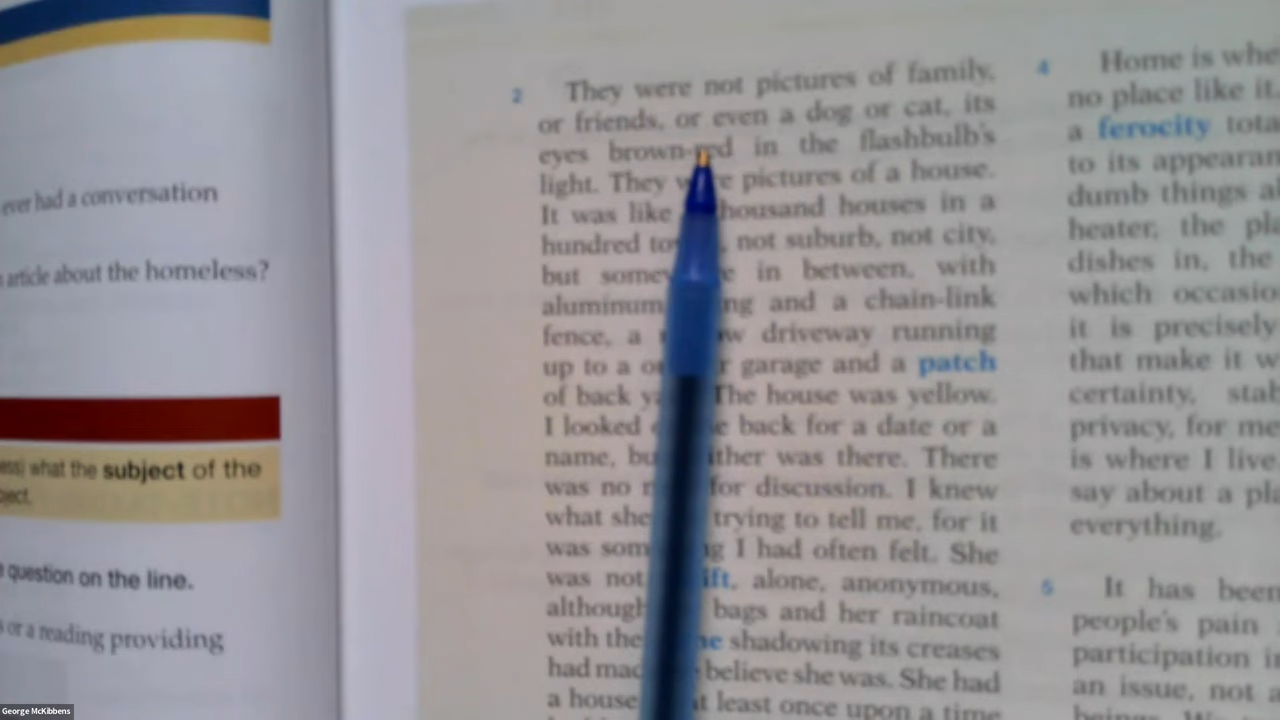 ever had a conversation
article about the homeless?
what the subject of the
question on the line.
or a reading providing
2 They were not pictures of family,
or friends, or even a dog or cat, its
eyes brown-red in the flashbulb's
light. They were pictures of a house.
It was like housand houses in a
hundred not suburb, not city,
but in between, with
aluminum and a chain-link
fence, a driveway running
up to a garage and a patch
of back The house was yellow.
I looked back for a date or a
name, was there. There
was no for discussion. I knew
what she trying to tell me, for it
was I had often felt. She
was not alone, anonymous,
although bags and her raincoat
with the shadowing its creases
had believe she was. She had
a house least once upon a time
4 Home is
no place like it.
a ferocity
to its
dumb things
heater, the
dishes in, the
which
it is precisely
that make it
certainty,
privacy, for
is where I live.
say about a
everything.
5 It has been
people's pain
participation
an issue, not
George McKibbens